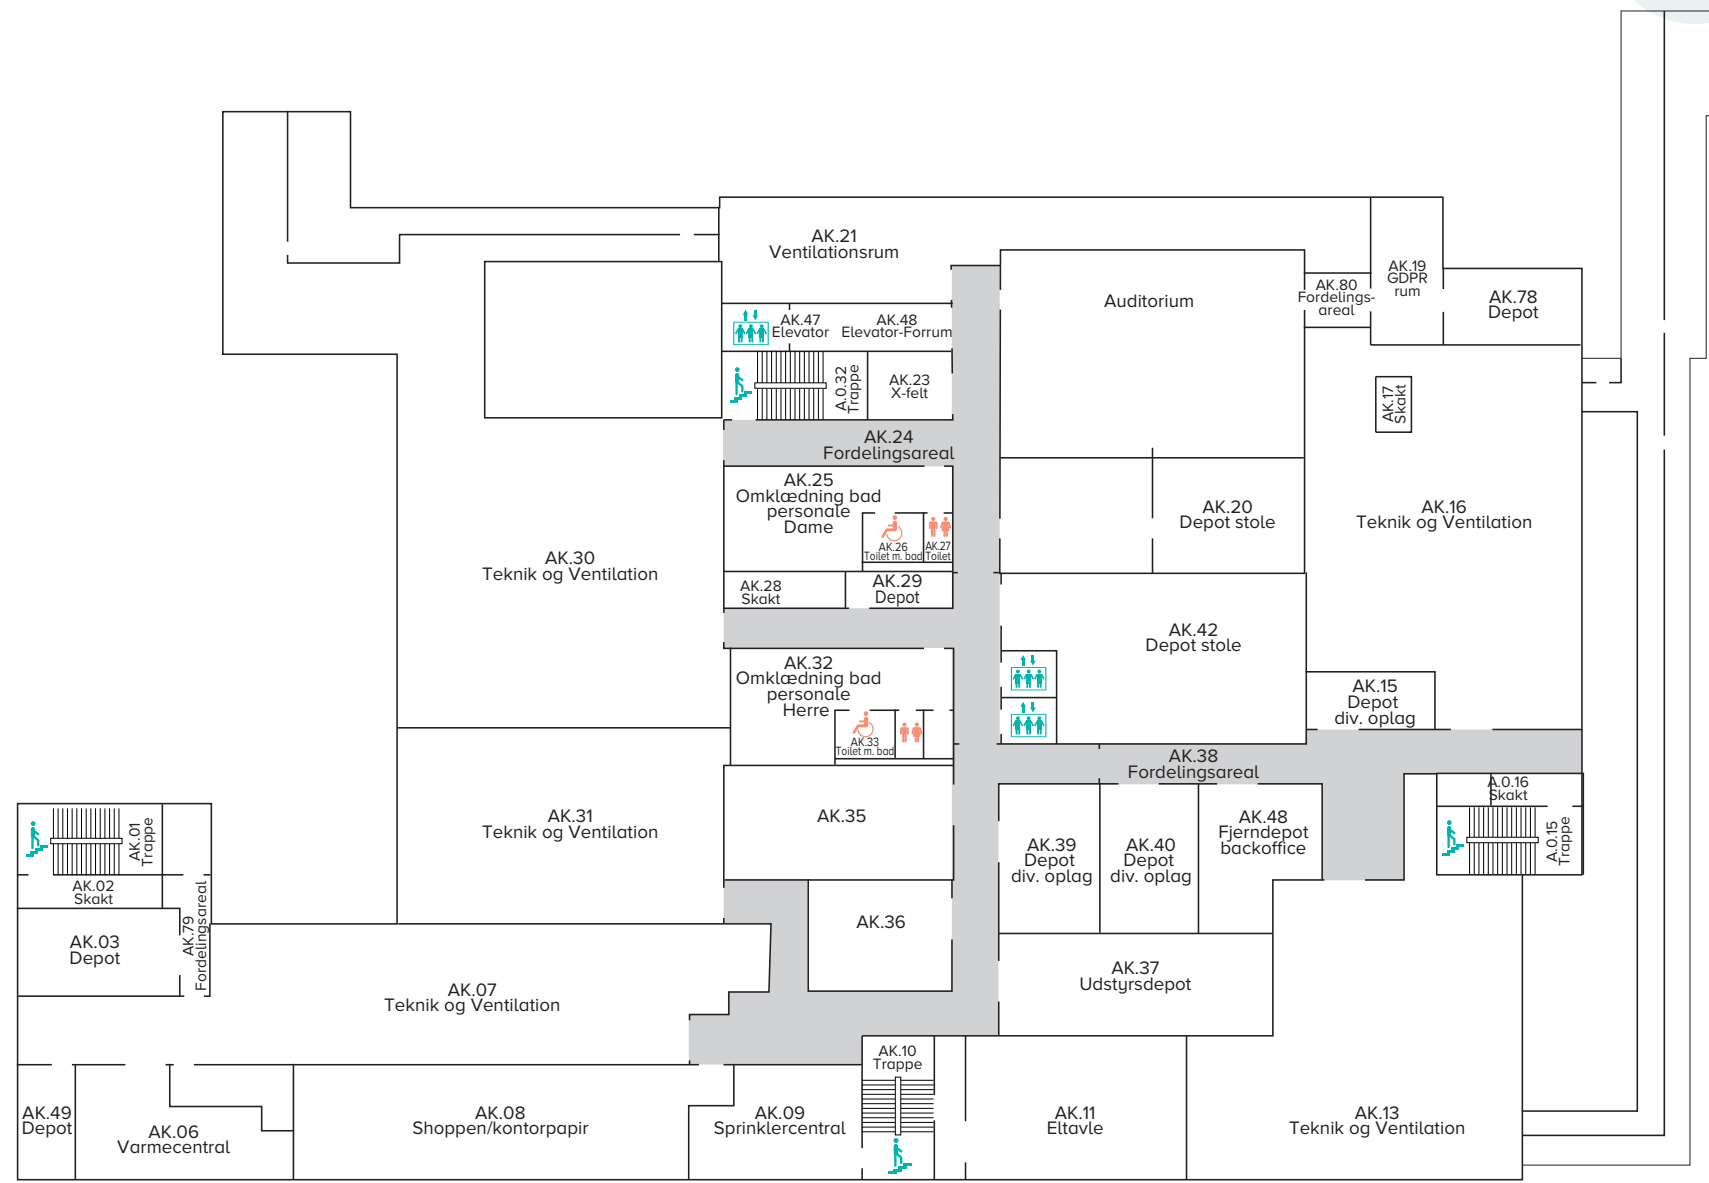 AK.21
Ventilationsrum
AK.47
Elevator
AK.48
Elevator-Forrum
A.0.32
Trappe
AK.23
X-felt
AK.24
Fordelingsareal
Auditorium
AK.80
Fordelings-
areal
AK.19
GDPR
rum
AK.78
Depot
AK.17
Skakt
AK.25
Omklædning bad
personale
Dame
AK.26
Toilet m. bad
AK.27
Toilet
AK.28
Skakt
AK.29
Depot
AK.20
Depot stole
AK.16
Teknik og Ventilation
AK.30
Teknik og Ventilation
AK.32
Omklædning bad
personale
Herre
AK.33
Toilet m. bad
AK.42
Depot stole
AK.15
Depot
div. oplag
AK.38
Fordelingsareal
A.0.16
Skakt
A.0.15
Trappe
AK.31
Teknik og Ventilation
AK.35
AK.39
Depot
div. oplag
AK.40
Depot
div. oplag
AK.48
Fjerndepot
backoffice
AK.01
Trappe
AK.02
Skakt
AK.79
Fordelingsareal
AK.03
Depot
AK.36
AK.07
Teknik og Ventilation
AK.37
Udstyrsdepot
AK.10
Trappe
AK.49
Depot
AK.06
Varmecentral
AK.08
Shoppen/kontorpapir
AK.09
Sprinklercentral
AK.11
Eltavle
AK.13
Teknik og Ventilation